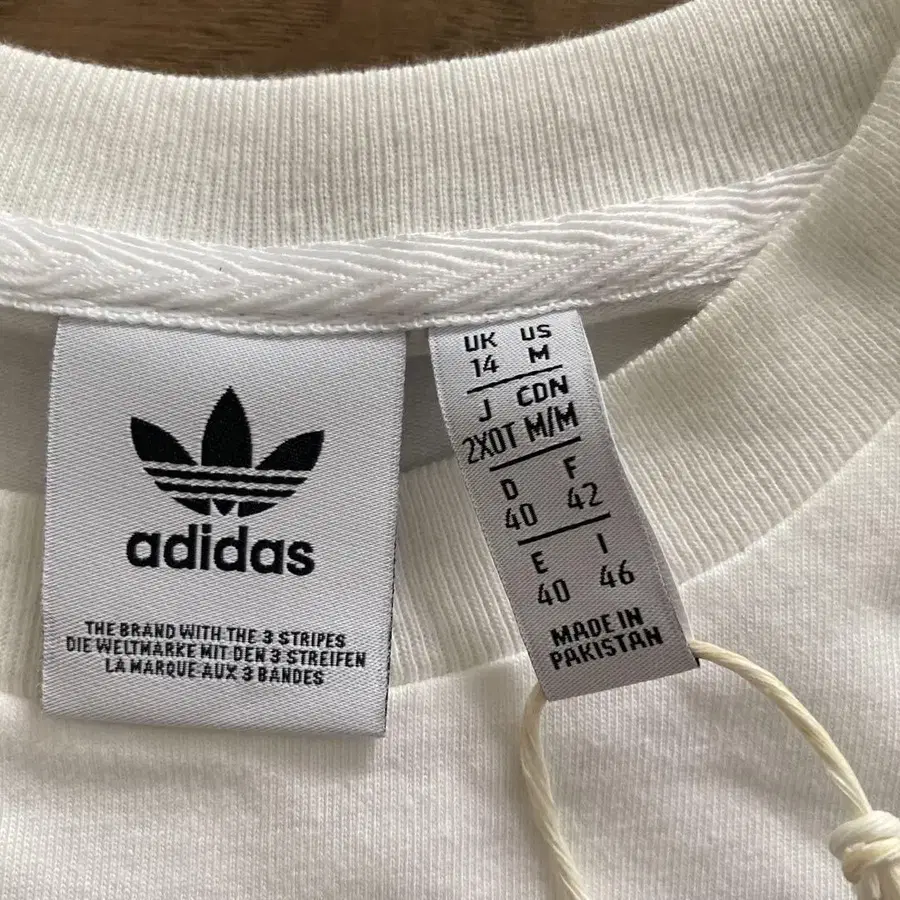 adidas
THE BRAND WITH THE 3 STRIPES
DIE WELTMARKE MIT DEN 3 STREIFEN
LA MARQUE AUX 3 BANDES
UK US
14 M
J CDN
2XOT M/M
D F
40 42
E I
40 46
MADE IN
PAKISTAN